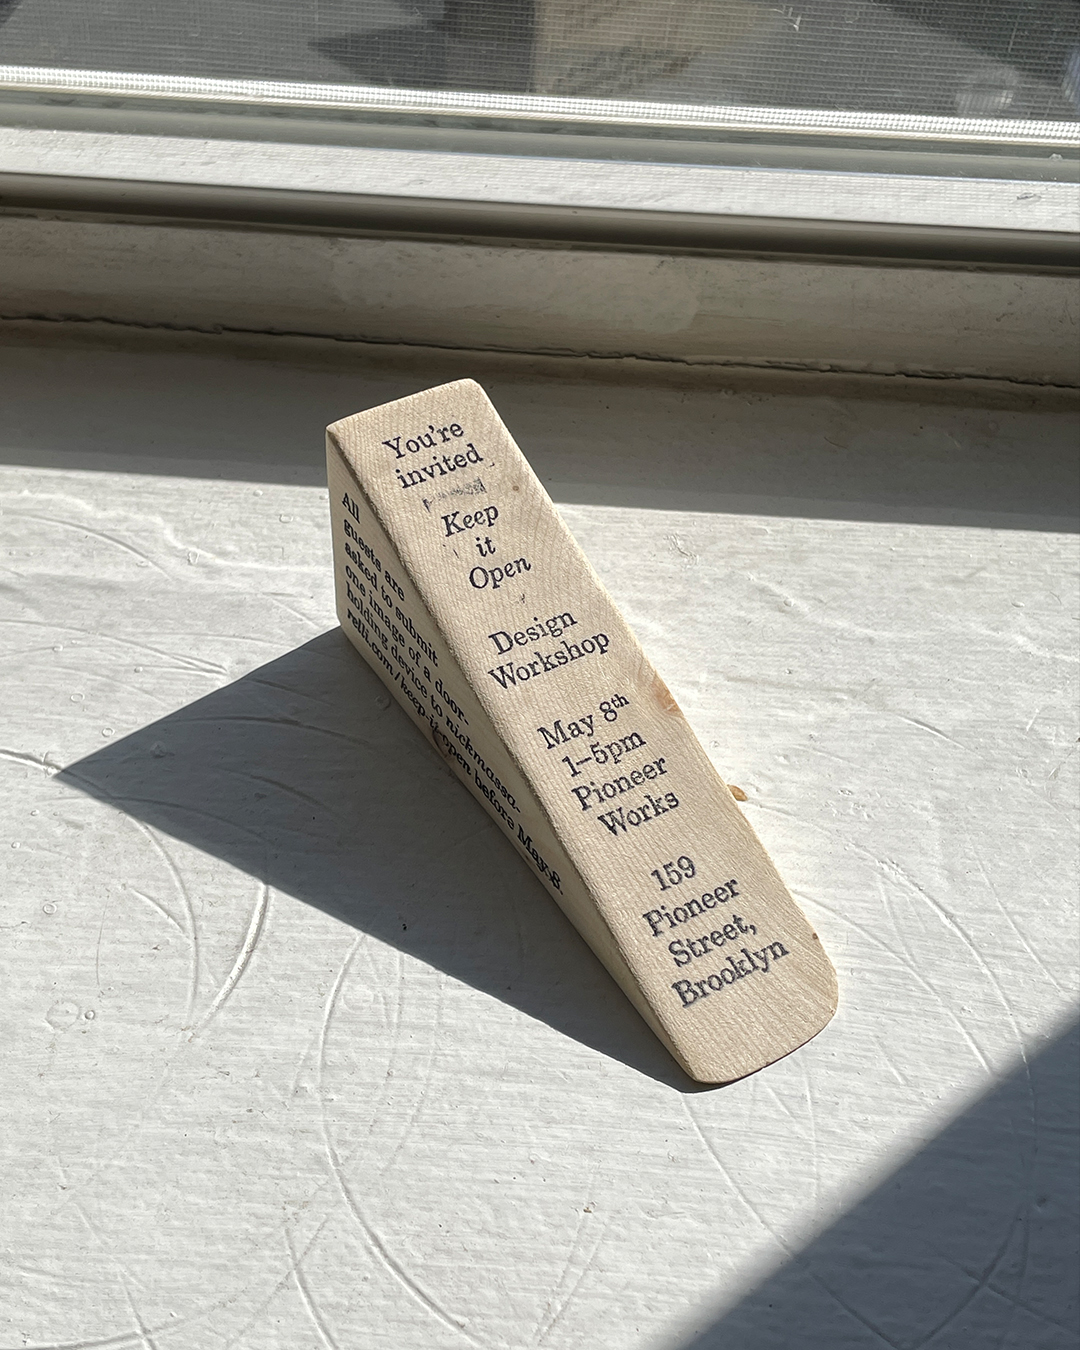 You're
invited
Keep
it
Open
Design
Workshop
May 8th
1–5pm
Pioneer
Works
159
Pioneer
Street,
Brooklyn
All
guests are
asked to submit
one image of a door-
holding device to nickmassa-
relli.com/keep-it-open before May 8.